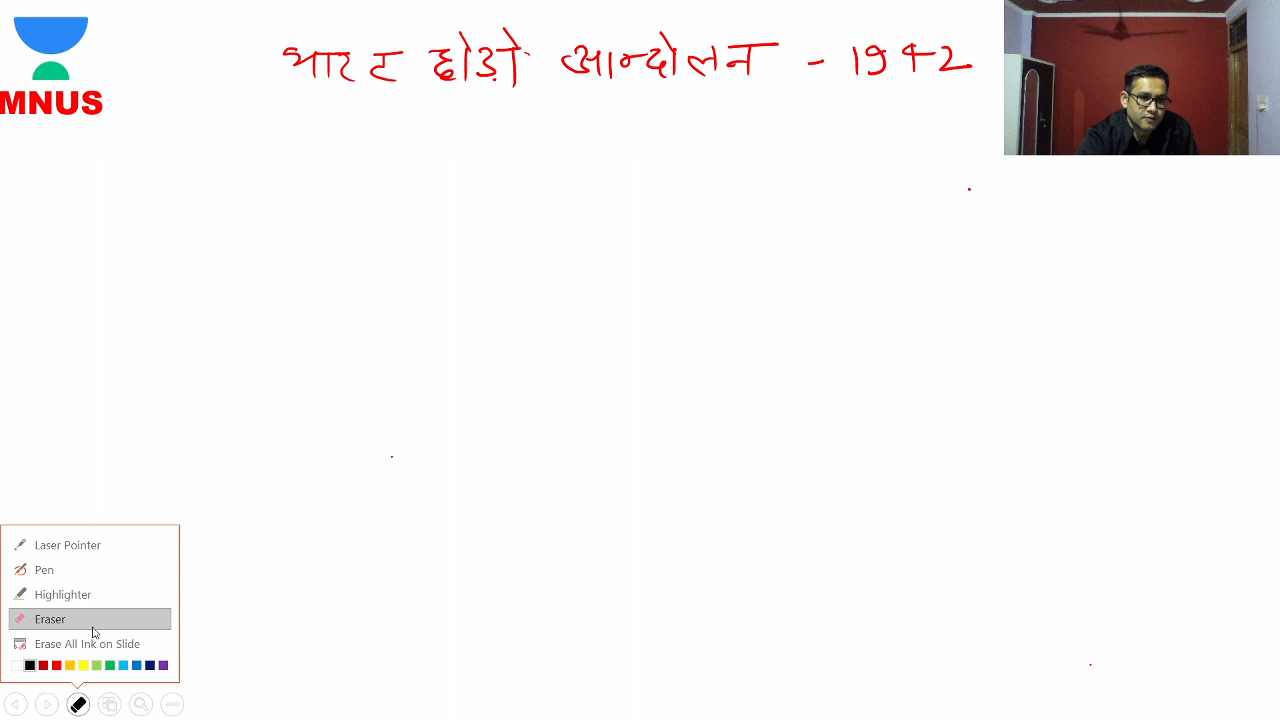 भारत छोड़ो आन्दोलन - 1942
MNUS
Laser Pointer
Pen
Highlighter
Eraser
Erase All Ink on Slide